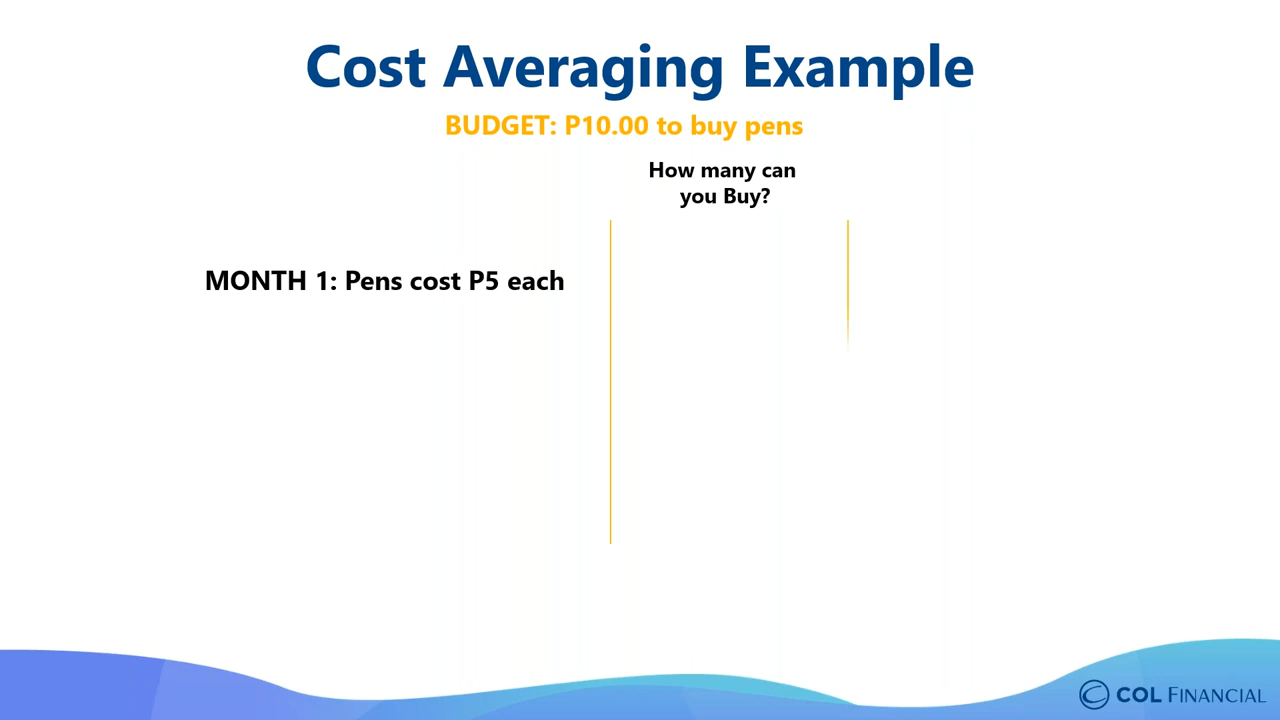 Cost Averaging Example
BUDGET: P10.00 to buy pens
How many can
you Buy?
MONTH 1: Pens cost P5 each
COL FINANCIAL